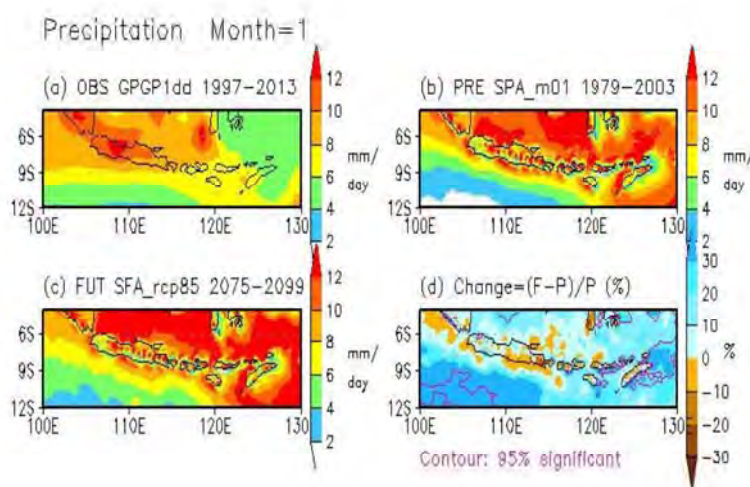 Precipitation Month=1
(a) OBS GPGP1dd 1997-2013
12
10
8
6
4
2
mm/
day
6S
9S
12S
100E
110E
120E
130
(b) PRE SPA_m01 1979-2003
12
10
8
6
4
2
mm/
day
6S
9S
12S
100E
110E
120E
130E
(c) FUT SFA_rcp85 2075-2099
12
10
8
6
4
2
mm/
day
6S
9S
12S
100E
110E
120E
130
(d) Change=(F-P)/P (%)
30
20
10
0
-10
-20
-30
%
6S
9S
12S
100E
110E
120E
130E
Contour: 95% significant